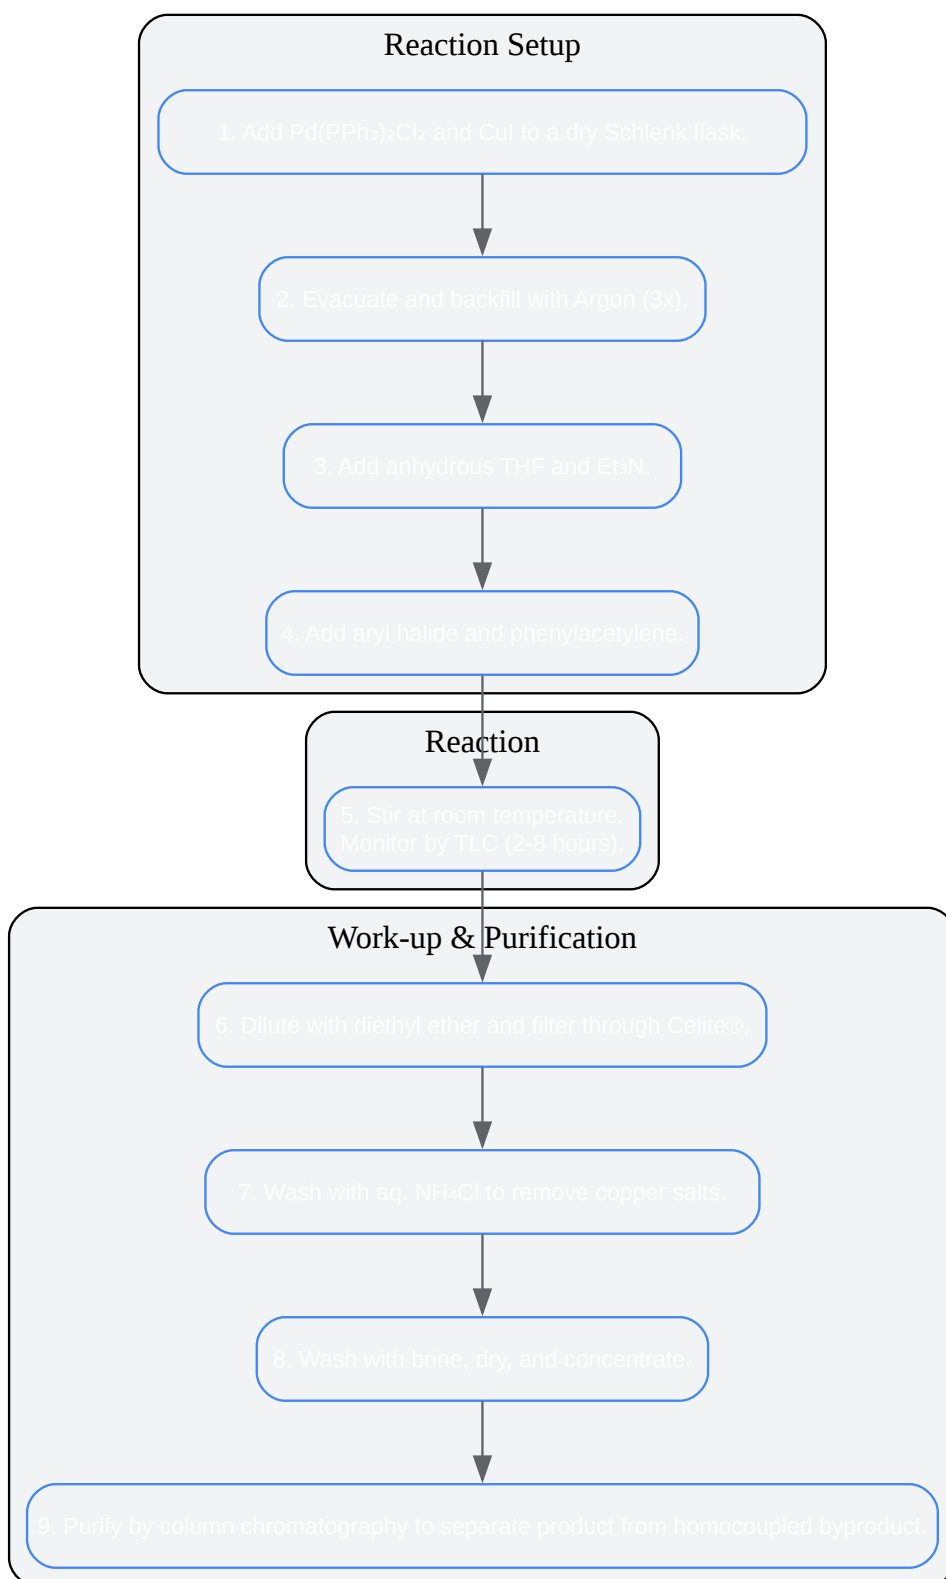 Reaction Setup
1. Add Pd(PPh₃)₂Cl₂ and CuI to a dry Schlenk flask.
2. Evacuate and backfill with Argon (3x).
3. Add anhydrous THF and Et₃N.
4. Add aryl halide and phenylacetylene.
Reaction
5. Stir at room temperature.
Monitor by TLC (2-8 hours).
Work-up & Purification
6. Dilute with diethyl ether and filter through Celite®.
7. Wash with aq. NH₄Cl to remove copper salts.
8. Wash with brine, dry, and concentrate.
9. Purify by column chromatography to separate product from homocoupled byproduct.